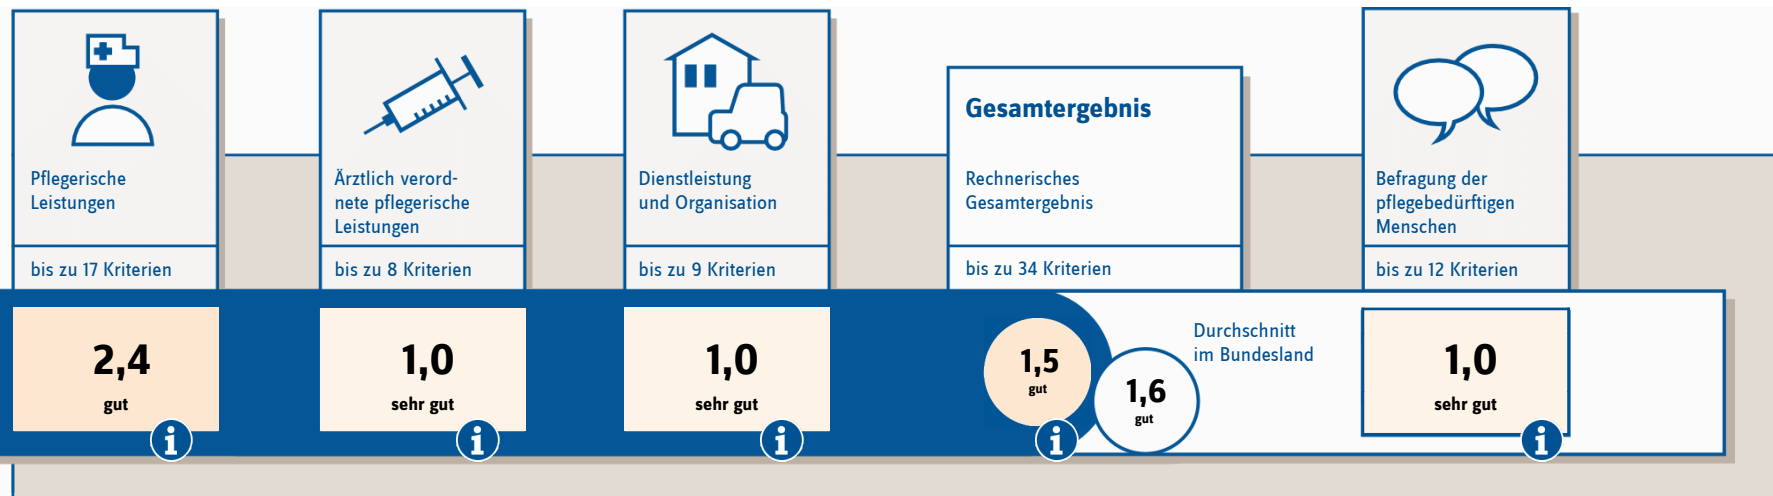 Pflegerische
Leistungen
bis zu 17 Kriterien
2,4
gut
Ärztlich verord-
nete pflegerische
Leistungen
bis zu 8 Kriterien
1,0
sehr gut
Dienstleistung
und Organisation
bis zu 9 Kriterien
1,0
sehr gut
Gesamtergebnis
Rechnerisches
Gesamtergebnis
bis zu 34 Kriterien
1,5
gut
1,6
gut
Durchschnitt
im Bundesland
Befragung der
pflegebedürftigen
Menschen
bis zu 12 Kriterien
1,0
sehr gut